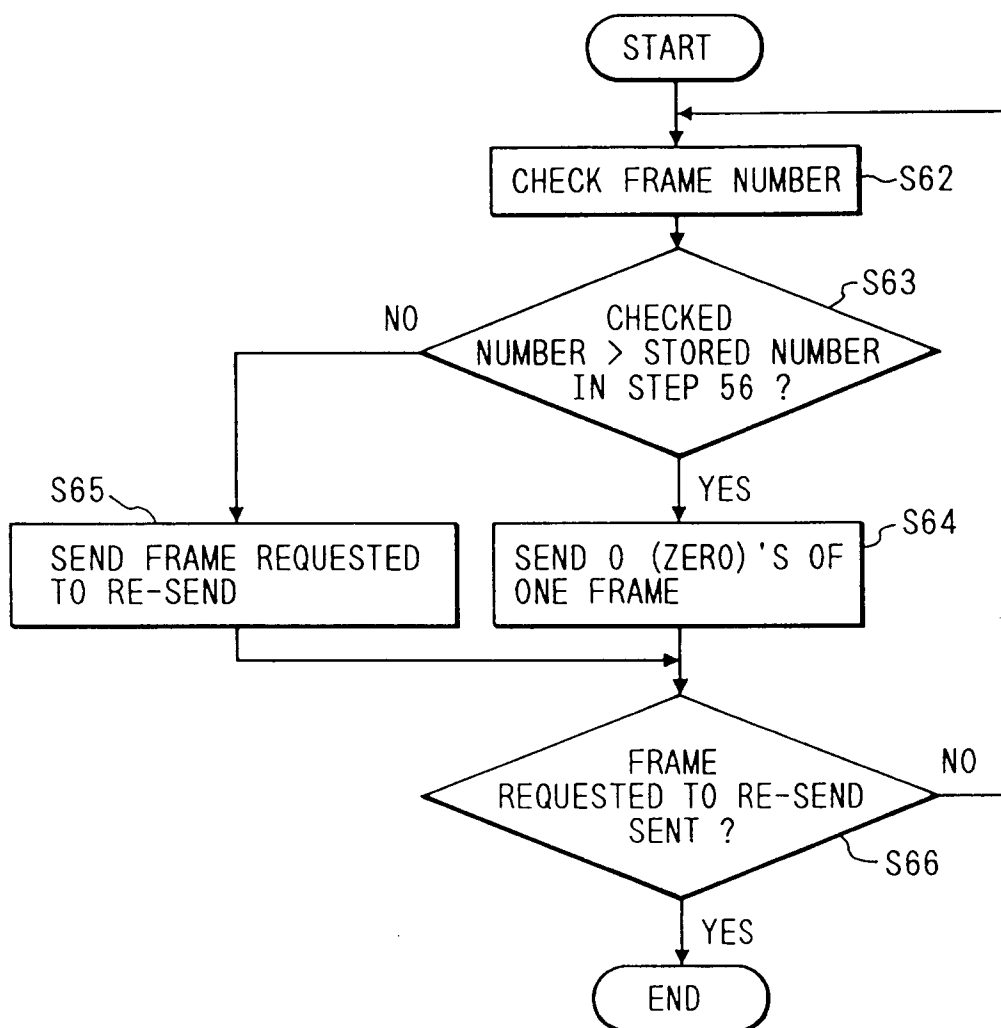 START
CHECK FRAME NUMBER
S62
S63
NO
CHECKED
NUMBER > STORED NUMBER
IN STEP 56 ?
YES
S65
S64
SEND FRAME REQUESTED
TO RE-SEND
SEND 0 (ZERO)'S OF
ONE FRAME
FRAME
REQUESTED TO RE-SEND
SENT ?
NO
S66
YES
END